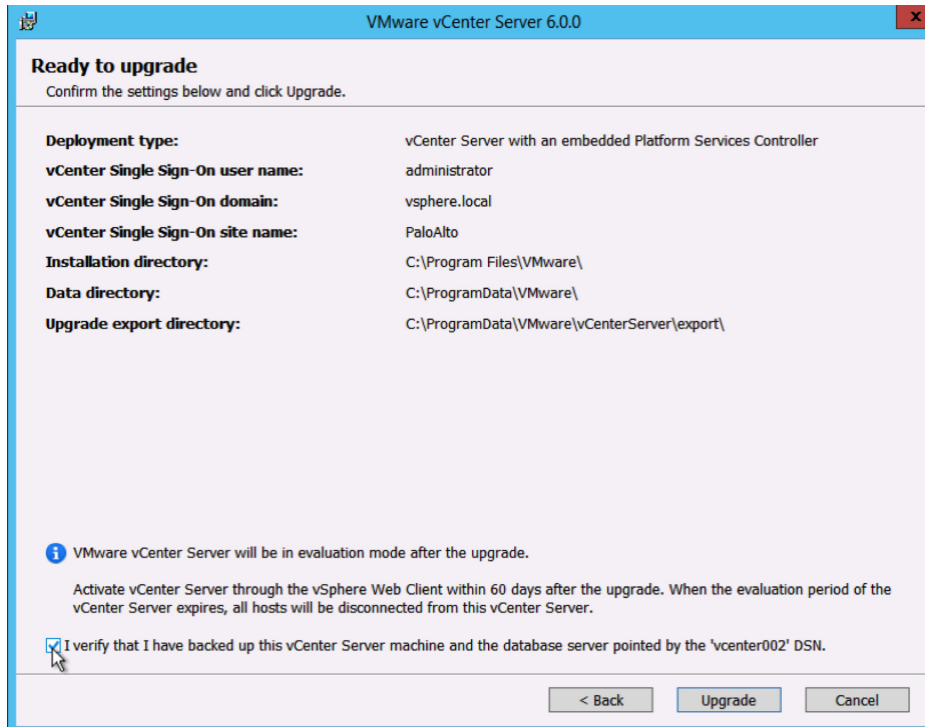 VMware vCenter Server 6.0.0
x
Ready to upgrade
Confirm the settings below and click Upgrade.
Deployment type: vCenter Server with an embedded Platform Services Controller
vCenter Single Sign-On user name: administrator
vCenter Single Sign-On domain: vsphere.local
vCenter Single Sign-On site name: PaloAlto
Installation directory: C:\Program Files\VMware\
Data directory: C:\ProgramData\VMware\
Upgrade export directory: C:\ProgramData\VMware\vCenterServer\export\
i VMware vCenter Server will be in evaluation mode after the upgrade.
Activate vCenter Server through the vSphere Web Client within 60 days after the upgrade. When the evaluation period of the
vCenter Server expires, all hosts will be disconnected from this vCenter Server.
I verify that I have backed up this vCenter Server machine and the database server pointed by the 'vcenter002' DSN.
< Back Upgrade Cancel